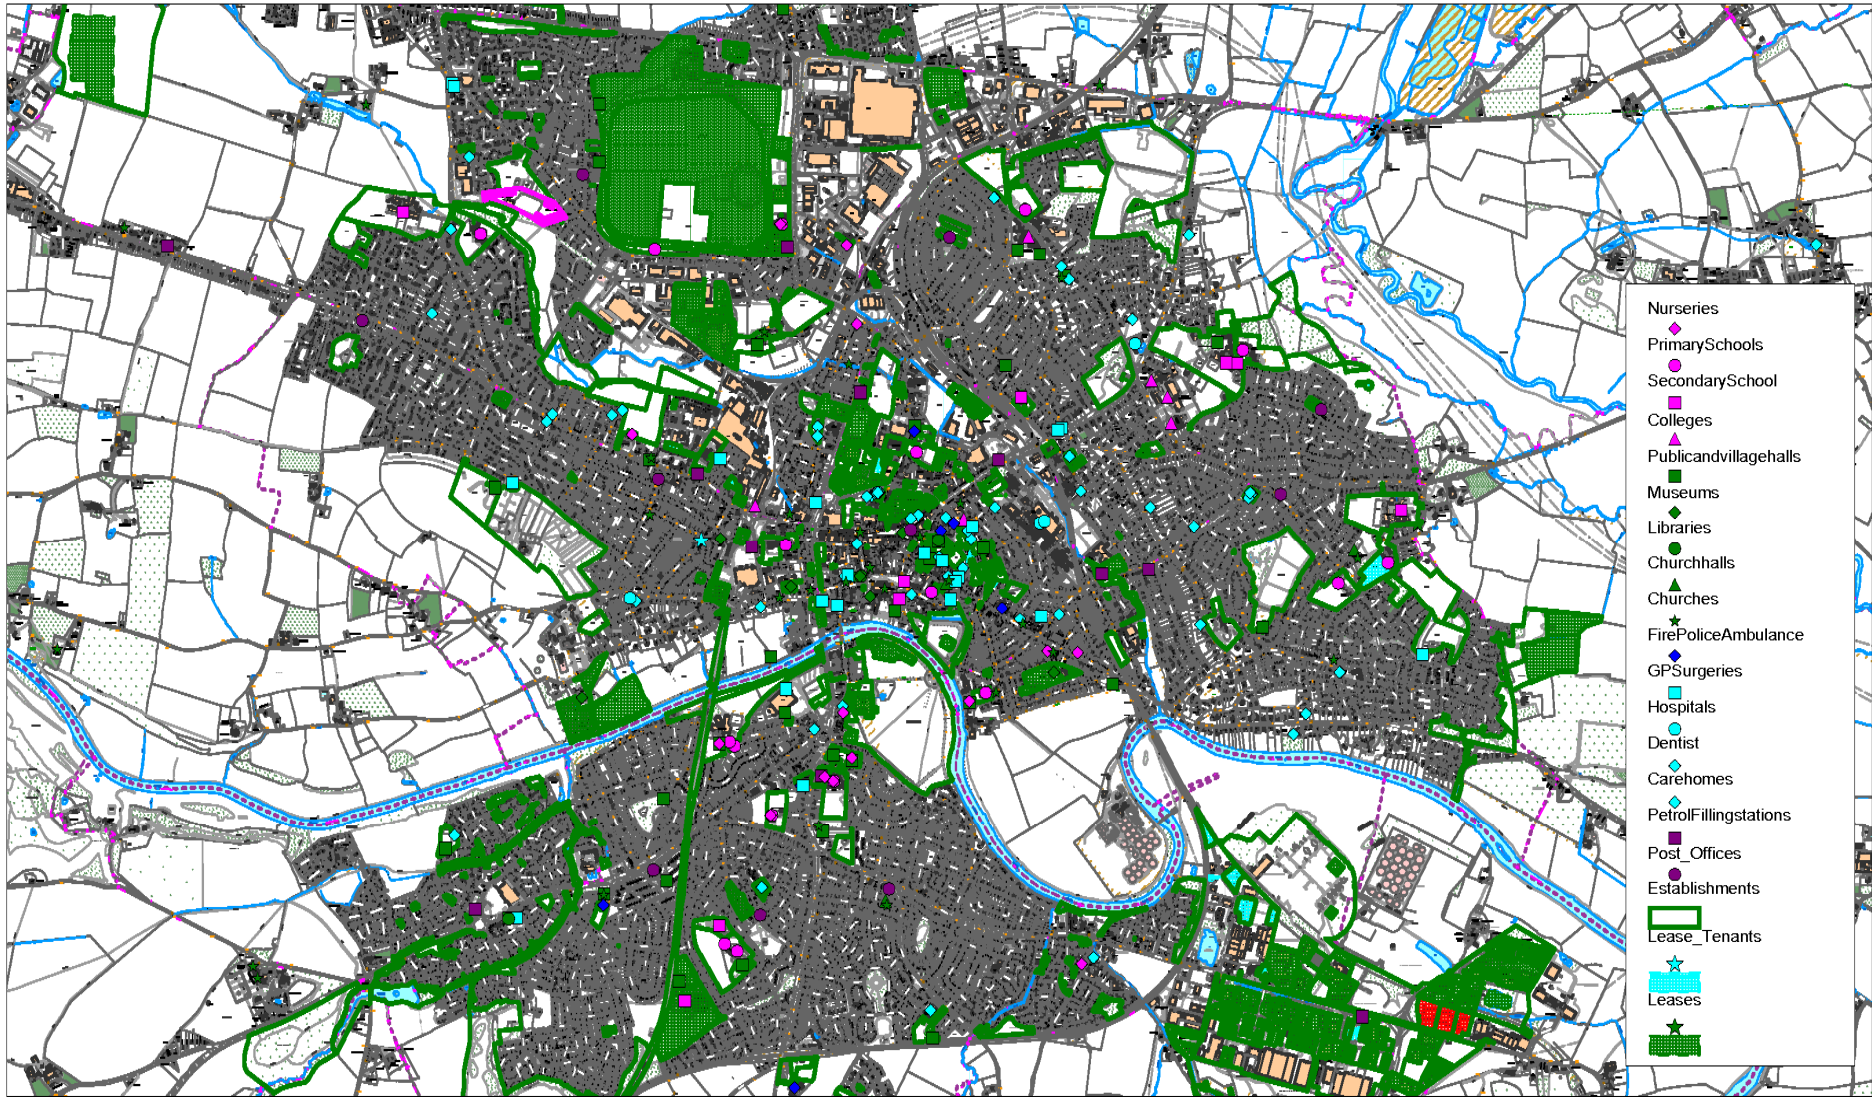 Nurseries
PrimarySchools
SecondarySchool
Colleges
Publicandvillagehalls
Museums
Libraries
Churchhalls
Churches
FirePoliceAmbulance
GPSurgeries
Hospitals
Dentist
Carehomes
PetrolFillingstations
Post_Offices
Establishments
Lease_Tenants
Leases